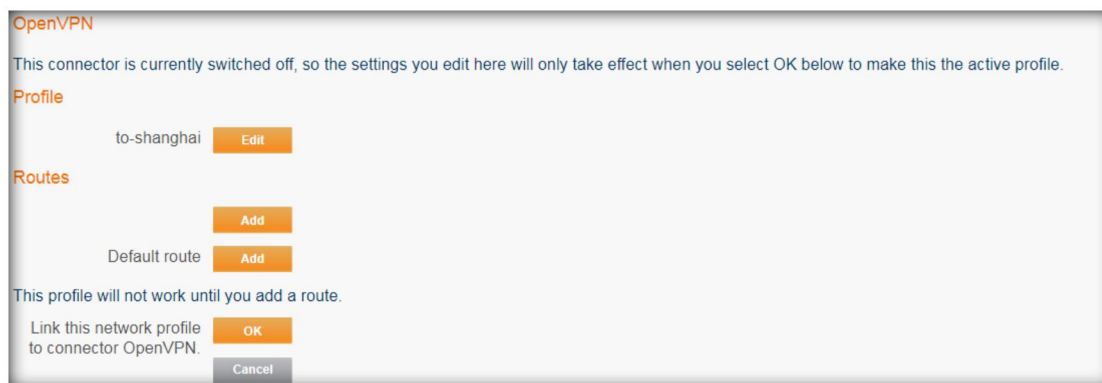 OpenVPN
This connector is currently switched off, so the settings you edit here will only take effect when you select OK below to make this the active profile.
Profile
to-shanghai Edit
Routes
Add
Default route Add
This profile will not work until you add a route.
Link this network profile
to connector OpenVPN. OK
Cancel